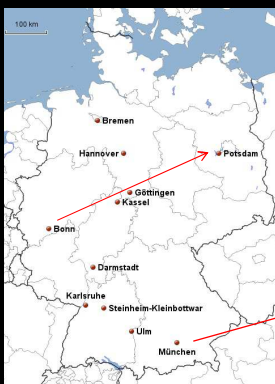 100 km
Bremen
Hannover
Potsdam
Göttingen
Kassel
Bonn
Darmstadt
Karlsruhe
Steinheim-Kleinbottwar
Ulm
München